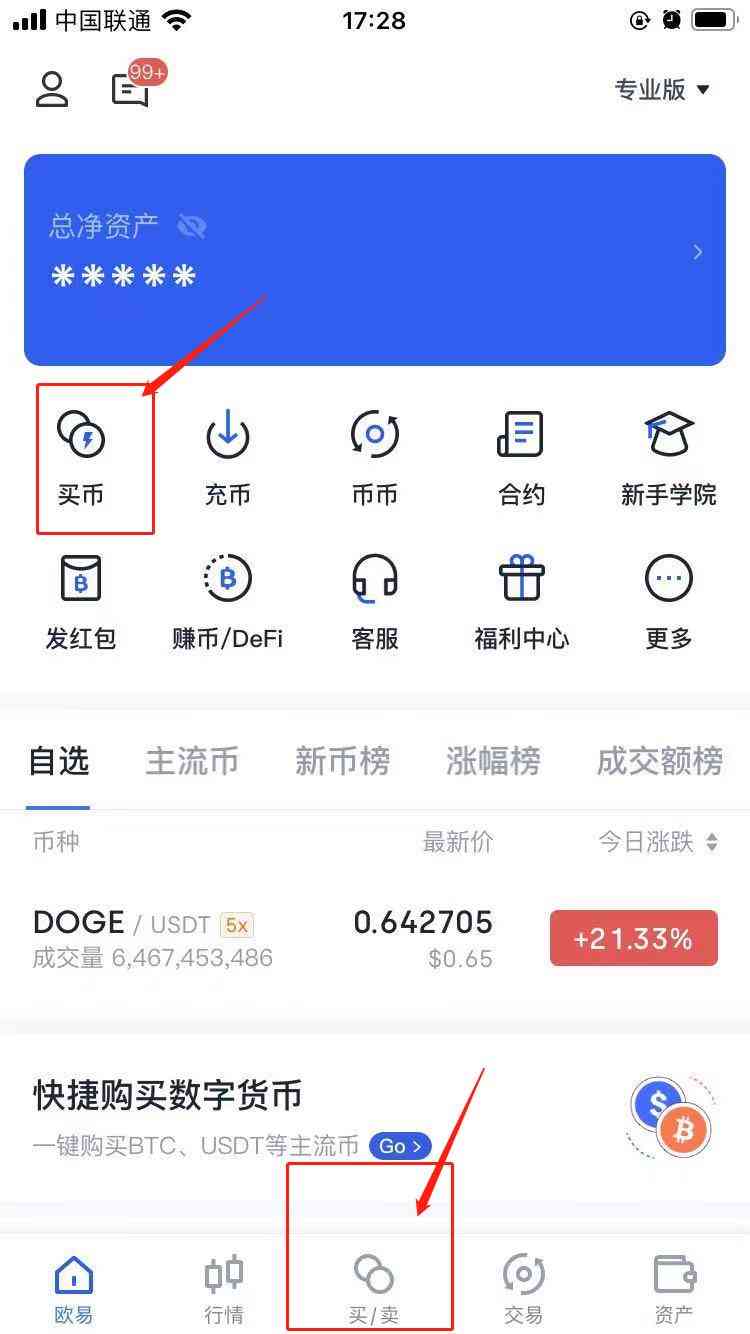 中国联通 17:28
99+ 专业版
总净资产
*****
买币 充币 币币 合约 新手学院
发红包 赚币/DeFi 客服 福利中心 更多
自选 主流币 新币榜 涨幅榜 成交额榜
币种 最新价 今日涨跌
DOGE / USDT 5x 0.642705 +21.33%
成交量 6,467,453,486 $0.65
快捷购买数字货币
一键购买BTC、USDT等主流币 Go >
欧易 行情 买/卖 交易 资产